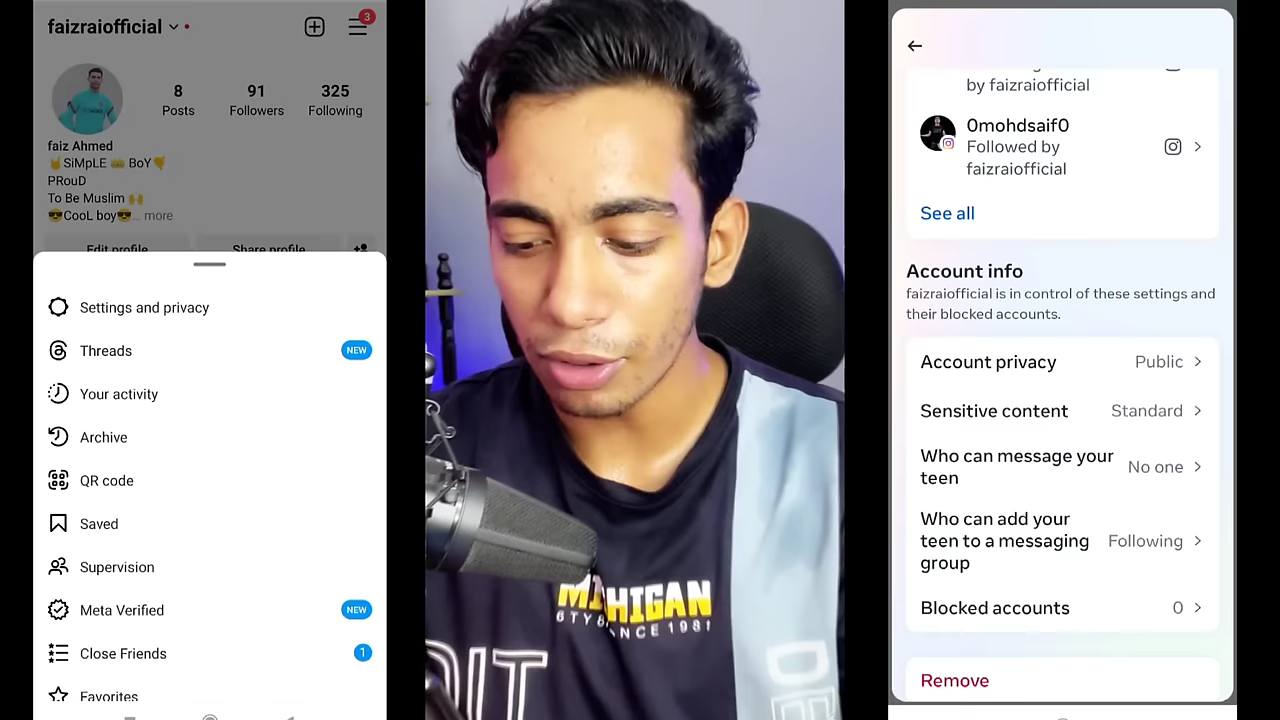 faizraiofficial
3
8
91
325
Posts
Followers
Following
faiz Ahmed
🤘SiMpLE 👑 BoY💘
PRouD
To Be Muslim 🙌
😎CooL boy😎... more
Edit profile
Share profile
Settings and privacy
Threads
NEW
Your activity
Archive
QR code
Saved
Supervision
Meta Verified
NEW
Close Friends
1
Favorites
HIGAN
SINCE 1981
by faizraiofficial
0mohdsaif0
Followed by
faizraiofficial
See all
Account info
faizraiofficial is in control of these settings and
their blocked accounts.
Account privacy
Public
Sensitive content
Standard
Who can message your
teen
No one
Who can add your
teen to a messaging
group
Following
Blocked accounts
0
Remove